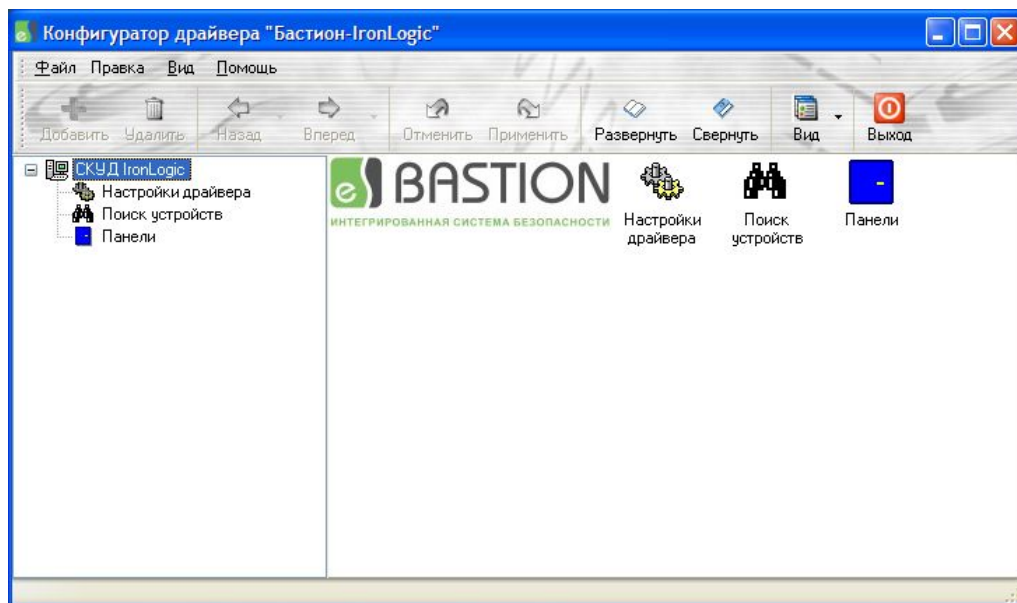 Конфигуратор драйвера "Бастион-IronLogic"
Файл Правка Вид Помощь
Добавить Удалить Назад Вперед Отменить Применить Развернуть Свернуть Вид Выход
СКУД IronLogic
Настройки драйвера
Поиск устройств
Панели
eS BASTION
ИНТЕГРИРОВАННАЯ СИСТЕМА БЕЗОПАСНОСТИ
Настройки драйвера
Поиск устройств
Панели